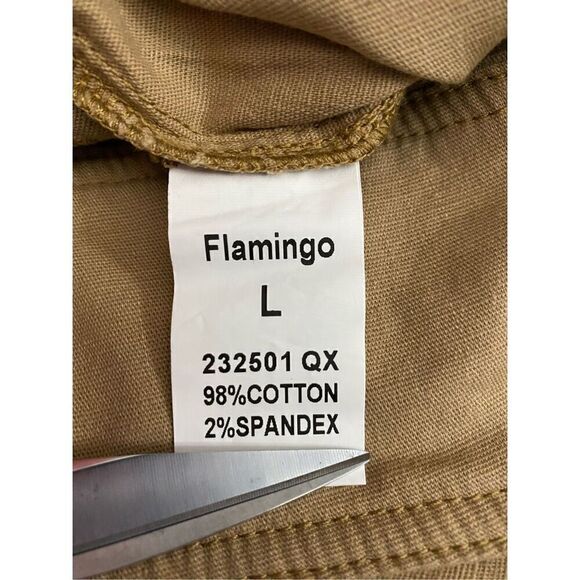 Flamingo
L
232501 QX
98%COTTON
2%SPANDEX